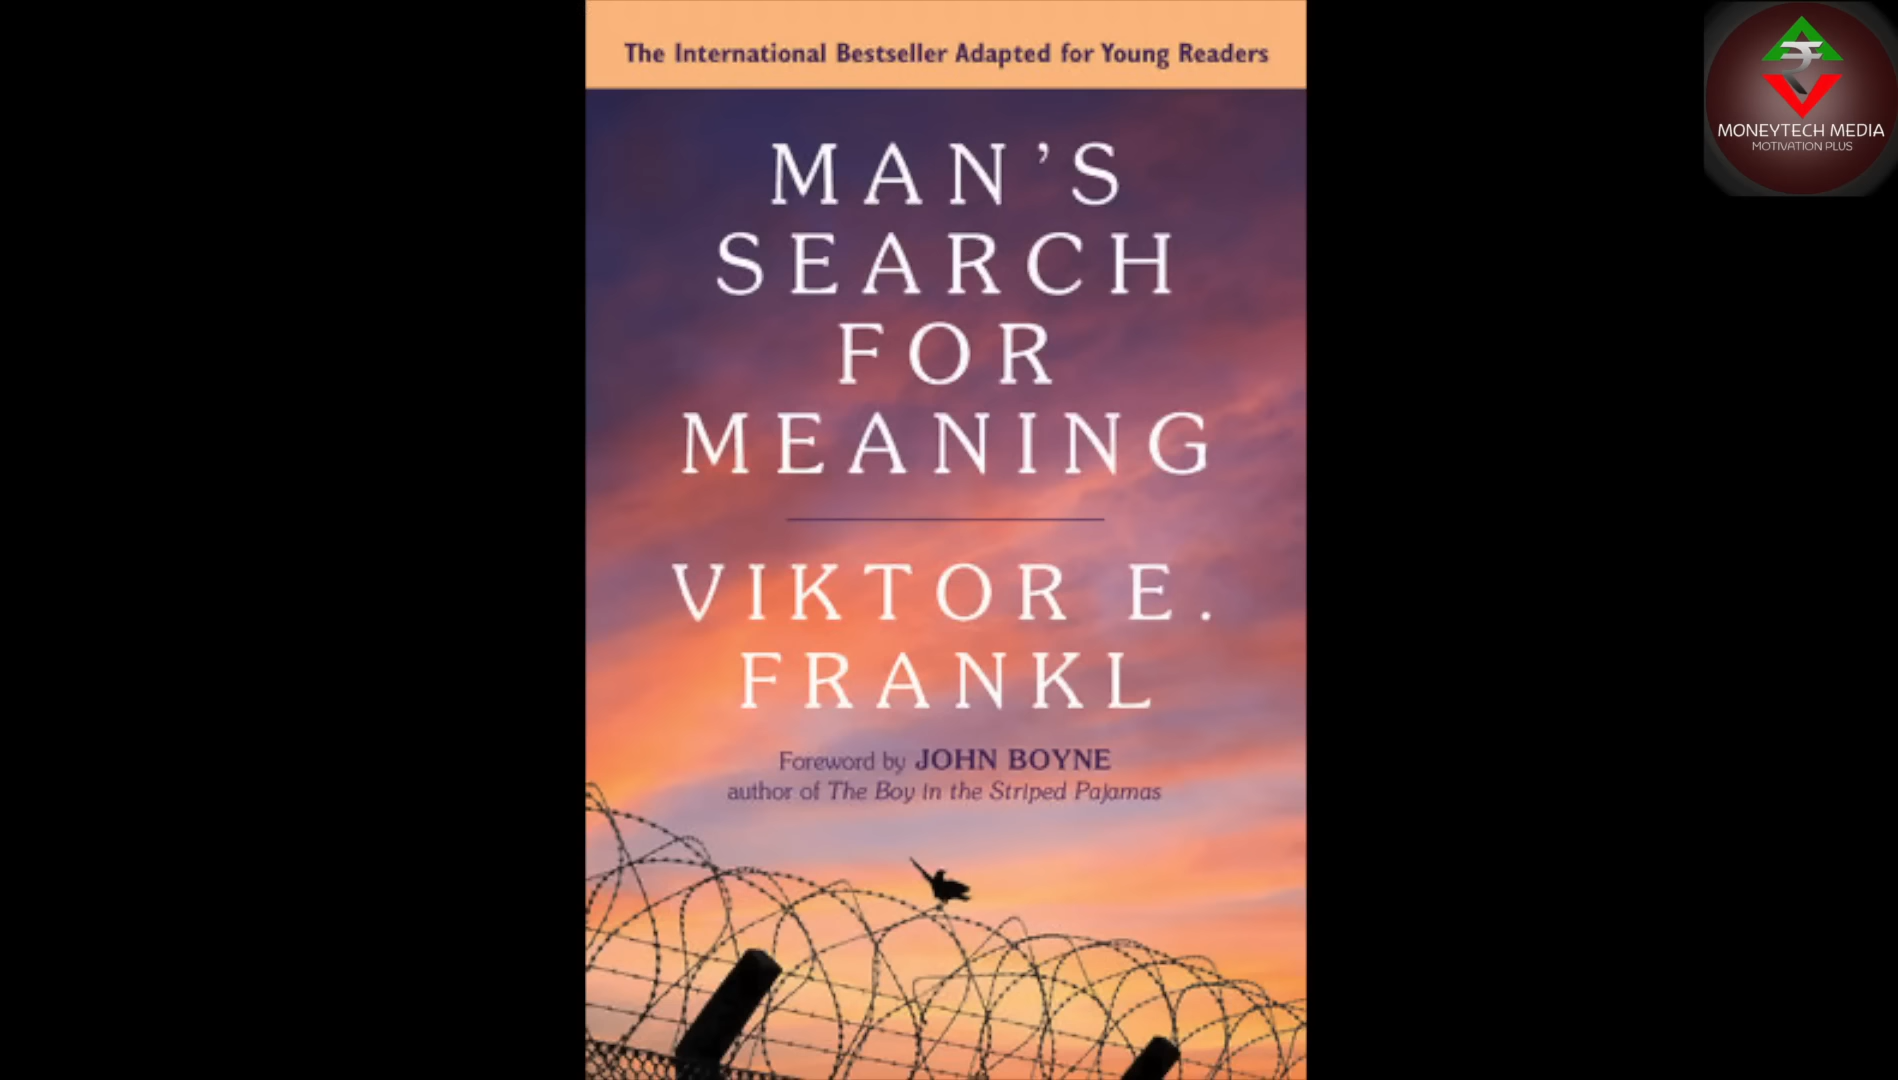 The International Bestseller Adapted for Young Readers
MAN'S
SEARCH
FOR
MEANING
VIKTOR E.
FRANKL
Foreword by JOHN BOYNE
author of The Boy in the Striped Pajamas
MONEYTECH MEDIA
MOTIVATION PLUS